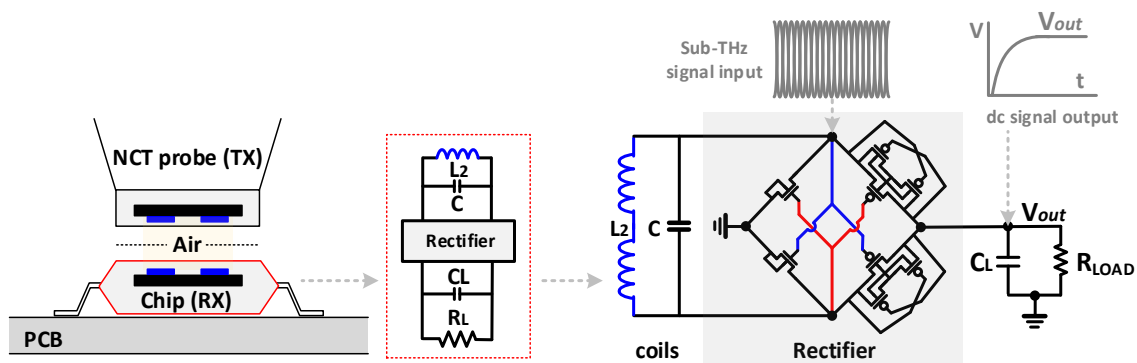 NCT probe (TX)
Air
Chip (RX)
PCB
L2
C
Rectifier
CL
RL
Sub-THz
signal input
L2
C
coils
Rectifier
V
Vout
t
dc signal output
Vout
CL
RLOAD